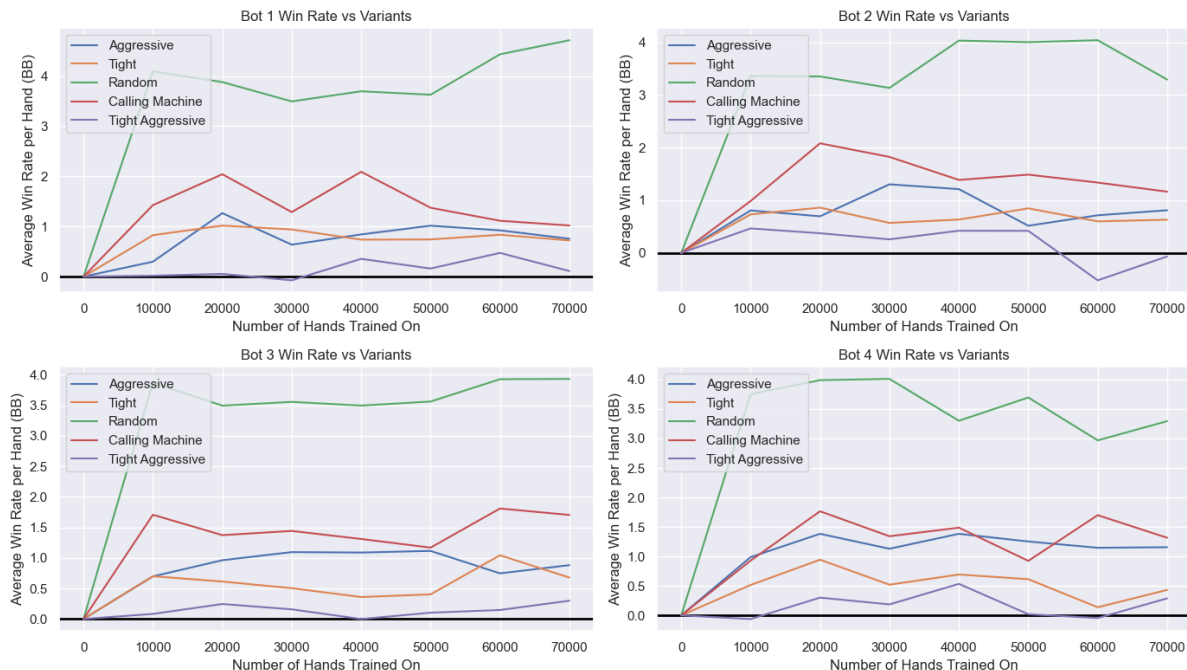 Bot 1 Win Rate vs Variants
Average Win Rate per Hand (BB)
4
3
2
1
0
Aggressive
Tight
Random
Calling Machine
Tight Aggressive
0 10000 20000 30000 40000 50000 60000 70000
Number of Hands Trained On
Bot 2 Win Rate vs Variants
Average Win Rate per Hand (BB)
4
3
2
1
0
Aggressive
Tight
Random
Calling Machine
Tight Aggressive
0 10000 20000 30000 40000 50000 60000 70000
Number of Hands Trained On
Bot 3 Win Rate vs Variants
Average Win Rate per Hand (BB)
4.0
3.5
3.0
2.5
2.0
1.5
1.0
0.5
0.0
Aggressive
Tight
Random
Calling Machine
Tight Aggressive
0 10000 20000 30000 40000 50000 60000 70000
Number of Hands Trained On
Bot 4 Win Rate vs Variants
Average Win Rate per Hand (BB)
4.0
3.5
3.0
2.5
2.0
1.5
1.0
0.5
0.0
Aggressive
Tight
Random
Calling Machine
Tight Aggressive
0 10000 20000 30000 40000 50000 60000 70000
Number of Hands Trained On